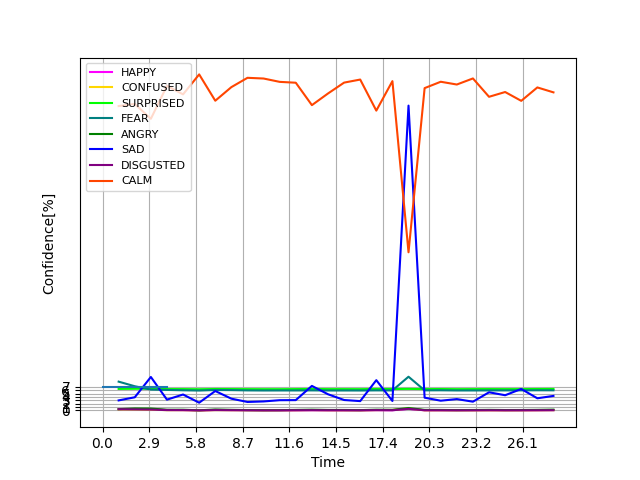 HAPPY
CONFUSED
SURPRISED
FEAR
ANGRY
SAD
DISGUSTED
CALM
Confidence[%]
0.0 2.9 5.8 8.7 11.6 14.5 17.4 20.3 23.2 26.1
Time